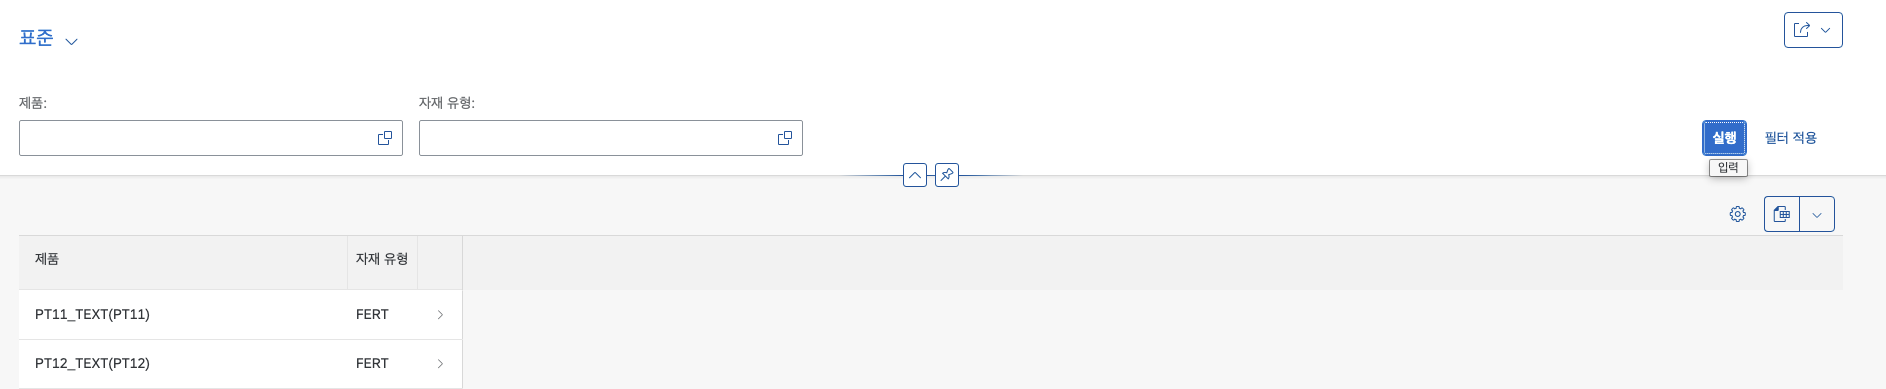 표준
제품:
자재 유형:
실행
필터 적용
입력
제품
자재 유형
PT11_TEXT(PT11)
FERT
PT12_TEXT(PT12)
FERT